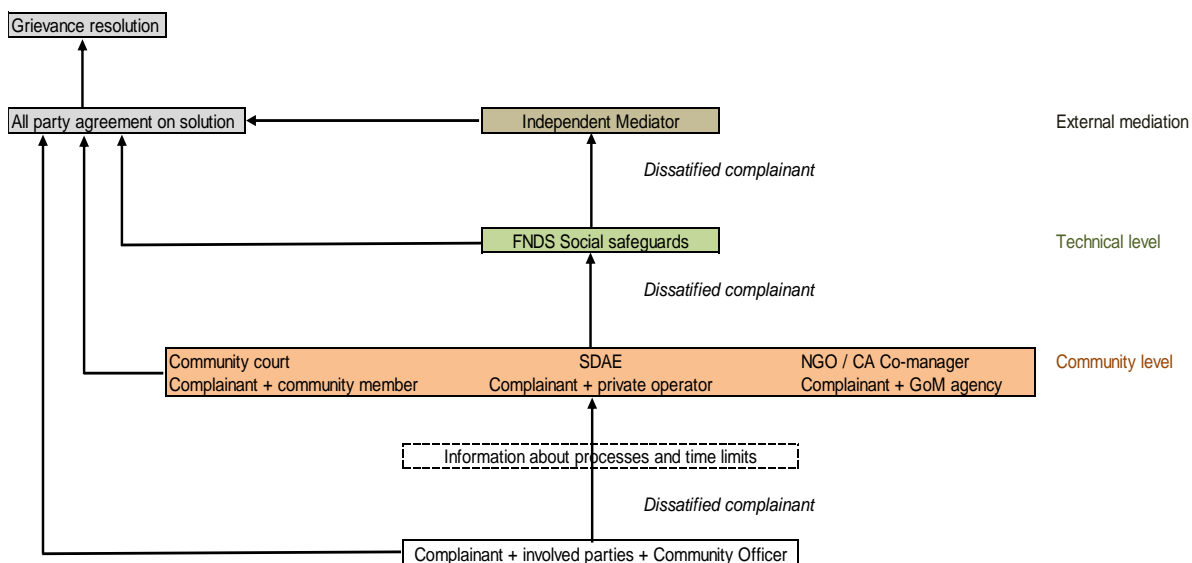 Grievance resolution
All party agreement on solution
Independent Mediator
External mediation
Dissatified complainant
FNDS Social safeguards
Technical level
Dissatified complainant
Community court
SDAE
NGO / CA Co-manager
Community level
Complainant + community member
Complainant + private operator
Complainant + GoM agency
Information about processes and time limits
Dissatified complainant
Complainant + involved parties + Community Officer